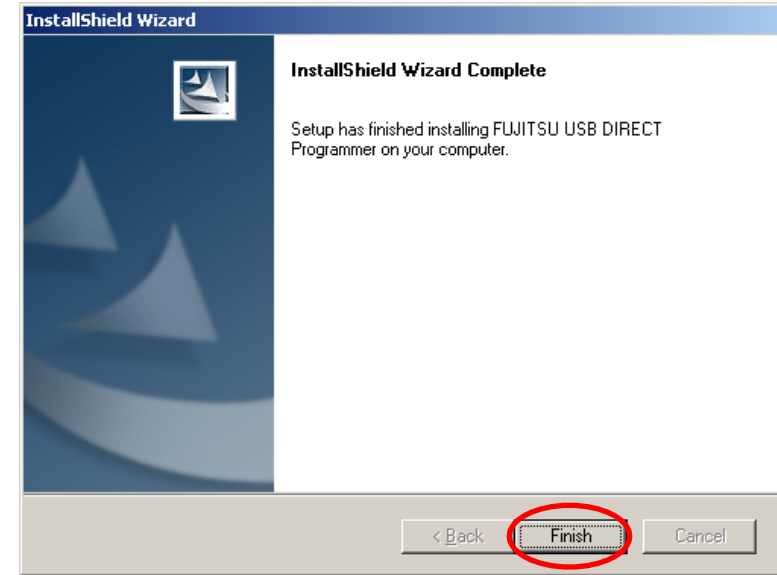 InstallShield Wizard
InstallShield Wizard Complete
Setup has finished installing FUJITSU USB DIRECT
Programmer on your computer.
< Back Finish Cancel